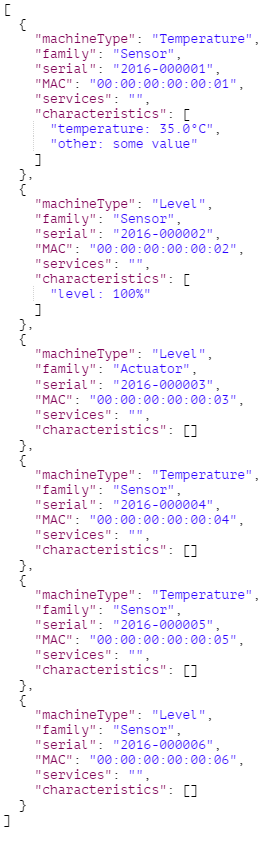 [
  {
    "machineType": "Temperature",
    "family": "Sensor",
    "serial": "2016-000001",
    "MAC": "00:00:00:00:00:01",
    "services": "",
    "characteristics": [
      "temperature: 35.0°C",
      "other: some value"
    ]
  },
  {
    "machineType": "Level",
    "family": "Sensor",
    "serial": "2016-000002",
    "MAC": "00:00:00:00:00:02",
    "services": "",
    "characteristics": [
      "level: 100%"
    ]
  },
  {
    "machineType": "Level",
    "family": "Actuator",
    "serial": "2016-000003",
    "MAC": "00:00:00:00:00:03",
    "services": "",
    "characteristics": []
  },
  {
    "machineType": "Temperature",
    "family": "Sensor",
    "serial": "2016-000004",
    "MAC": "00:00:00:00:00:04",
    "services": "",
    "characteristics": []
  },
  {
    "machineType": "Temperature",
    "family": "Sensor",
    "serial": "2016-000005",
    "MAC": "00:00:00:00:00:05",
    "services": "",
    "characteristics": []
  },
  {
    "machineType": "Level",
    "family": "Sensor",
    "serial": "2016-000006",
    "MAC": "00:00:00:00:00:06",
    "services": "",
    "characteristics": []
  }
]